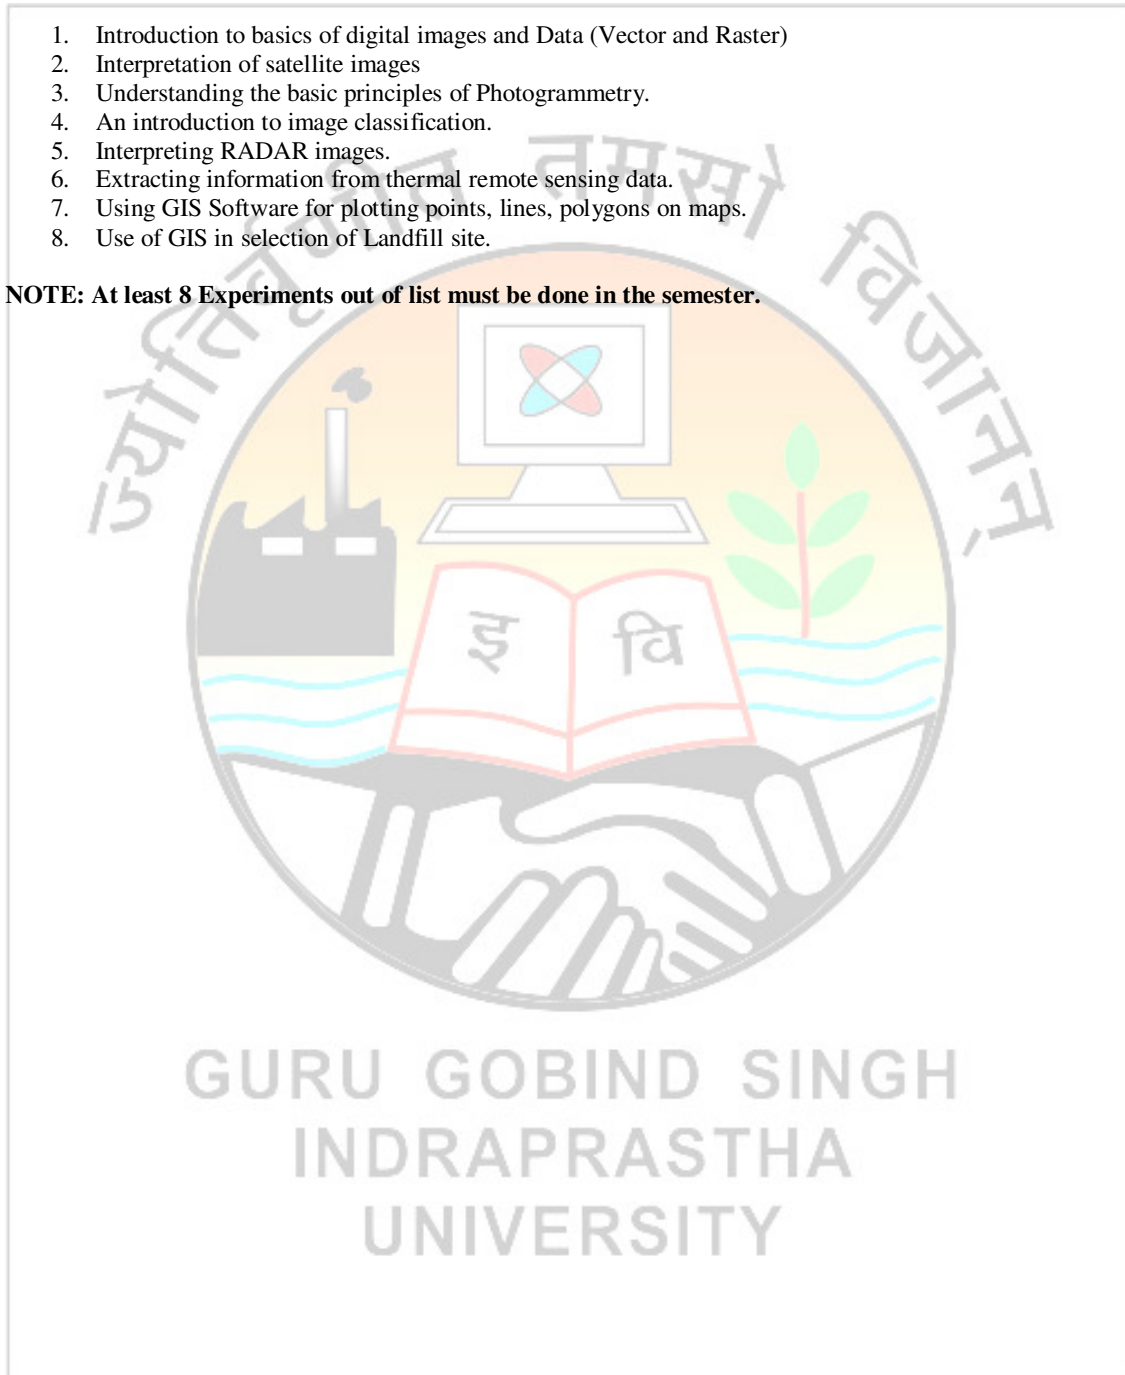 1. Introduction to basics of digital images and Data (Vector and Raster)
2. Interpretation of satellite images
3. Understanding the basic principles of Photogrammetry.
4. An introduction to image classification.
5. Interpreting RADAR images.
6. Extracting information from thermal remote sensing data.
7. Using GIS Software for plotting points, lines, polygons on maps.
8. Use of GIS in selection of Landfill site.
NOTE: At least 8 Experiments out of list must be done in the semester.
ज्योतिर्वृणीत तमसो विजानन्
इ वि
GURU GOBIND SINGH
INDRAPRASTHA
UNIVERSITY